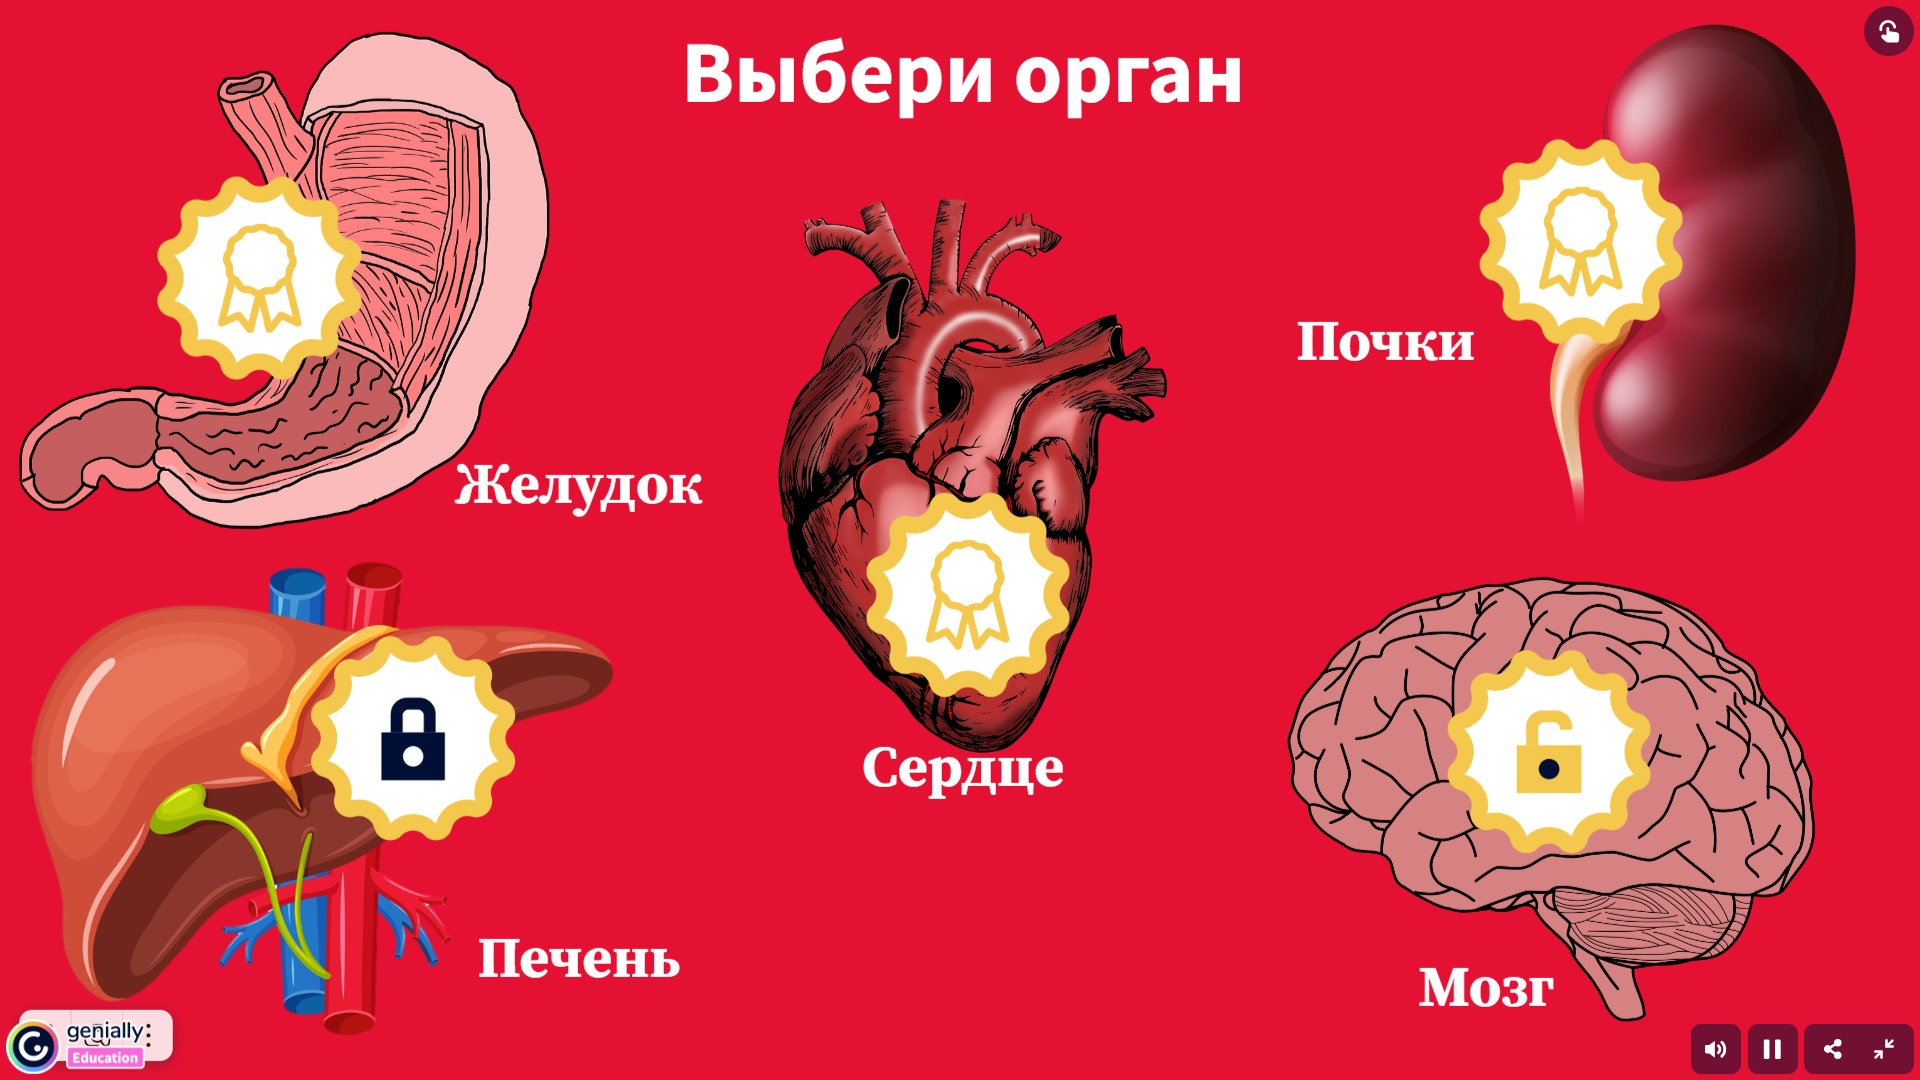 Выбери орган
Почки
Желудок
Сердце
Печень
Мозг
genially
Education